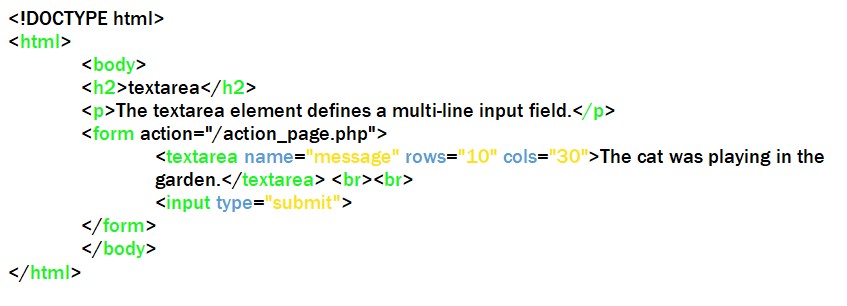 <!DOCTYPE html>
<html>
<body>
<h2>textarea</h2>
<p>The textarea element defines a multi-line input field.</p>
<form action="/action_page.php">
<textarea name="message" rows="10" cols="30">The cat was playing in the
garden.</textarea> <br><br>
<input type="submit">
</form>
</body>
</html>